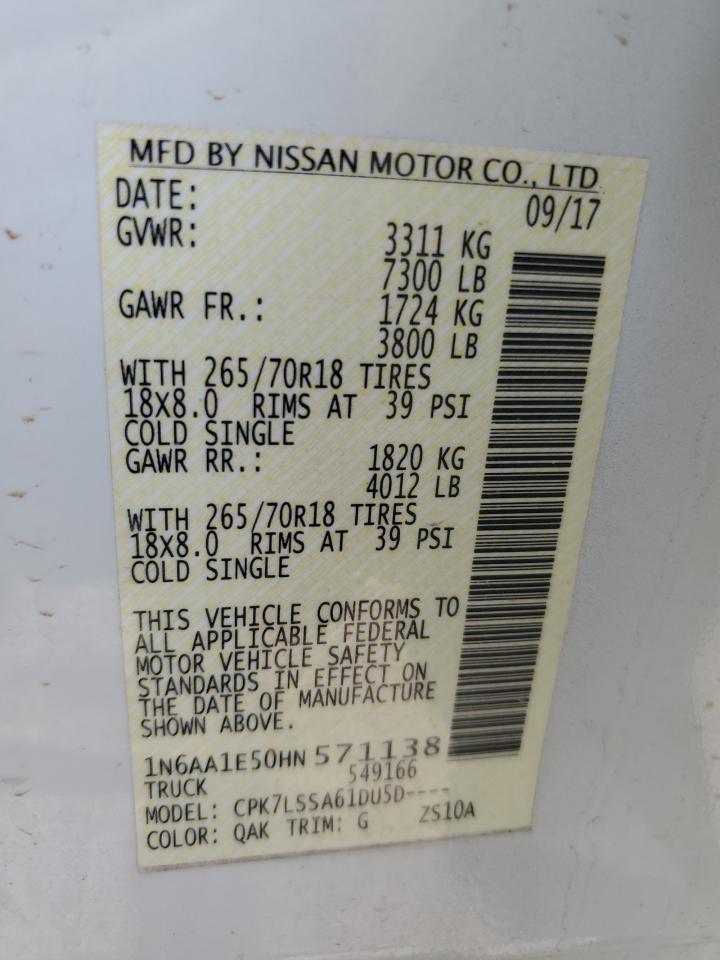 MFD BY NISSAN MOTOR CO., LTD
DATE: 09/17
GVWR: 3311 KG
7300 LB
GAWR FR.: 1724 KG
3800 LB
WITH 265/70R18 TIRES
18X8.0 RIMS AT 39 PSI
COLD SINGLE
GAWR RR.: 1820 KG
4012 LB
WITH 265/70R18 TIRES
18X8.0 RIMS AT 39 PSI
COLD SINGLE
THIS VEHICLE CONFORMS TO
ALL APPLICABLE FEDERAL
MOTOR VEHICLE SAFETY
STANDARDS IN EFFECT ON
THE DATE OF MANUFACTURE
SHOWN ABOVE.
1N6AA1E50HN 571138
TRUCK 549166
MODEL: CPK7LSSA61DU5D----
COLOR: QAK TRIM: G ZS10A